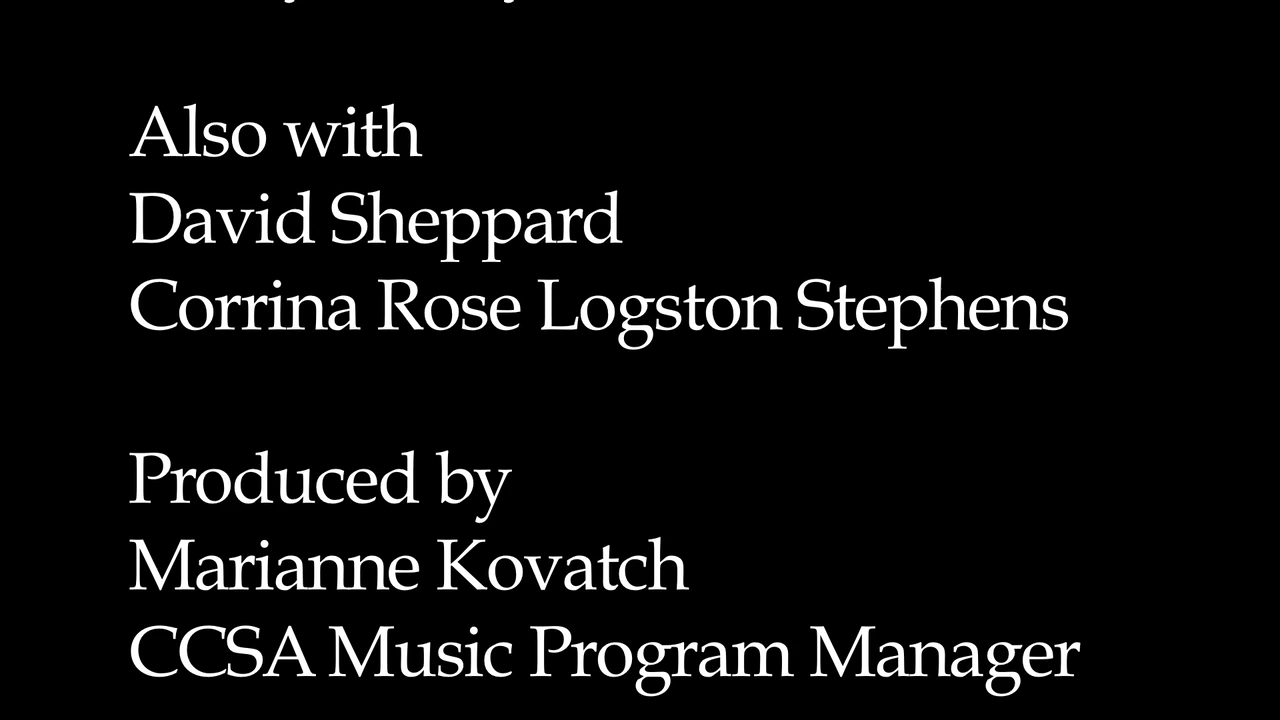 Also with
David Sheppard
Corrina Rose Logston Stephens
Produced by
Marianne Kovatch
CCSA Music Program Manager